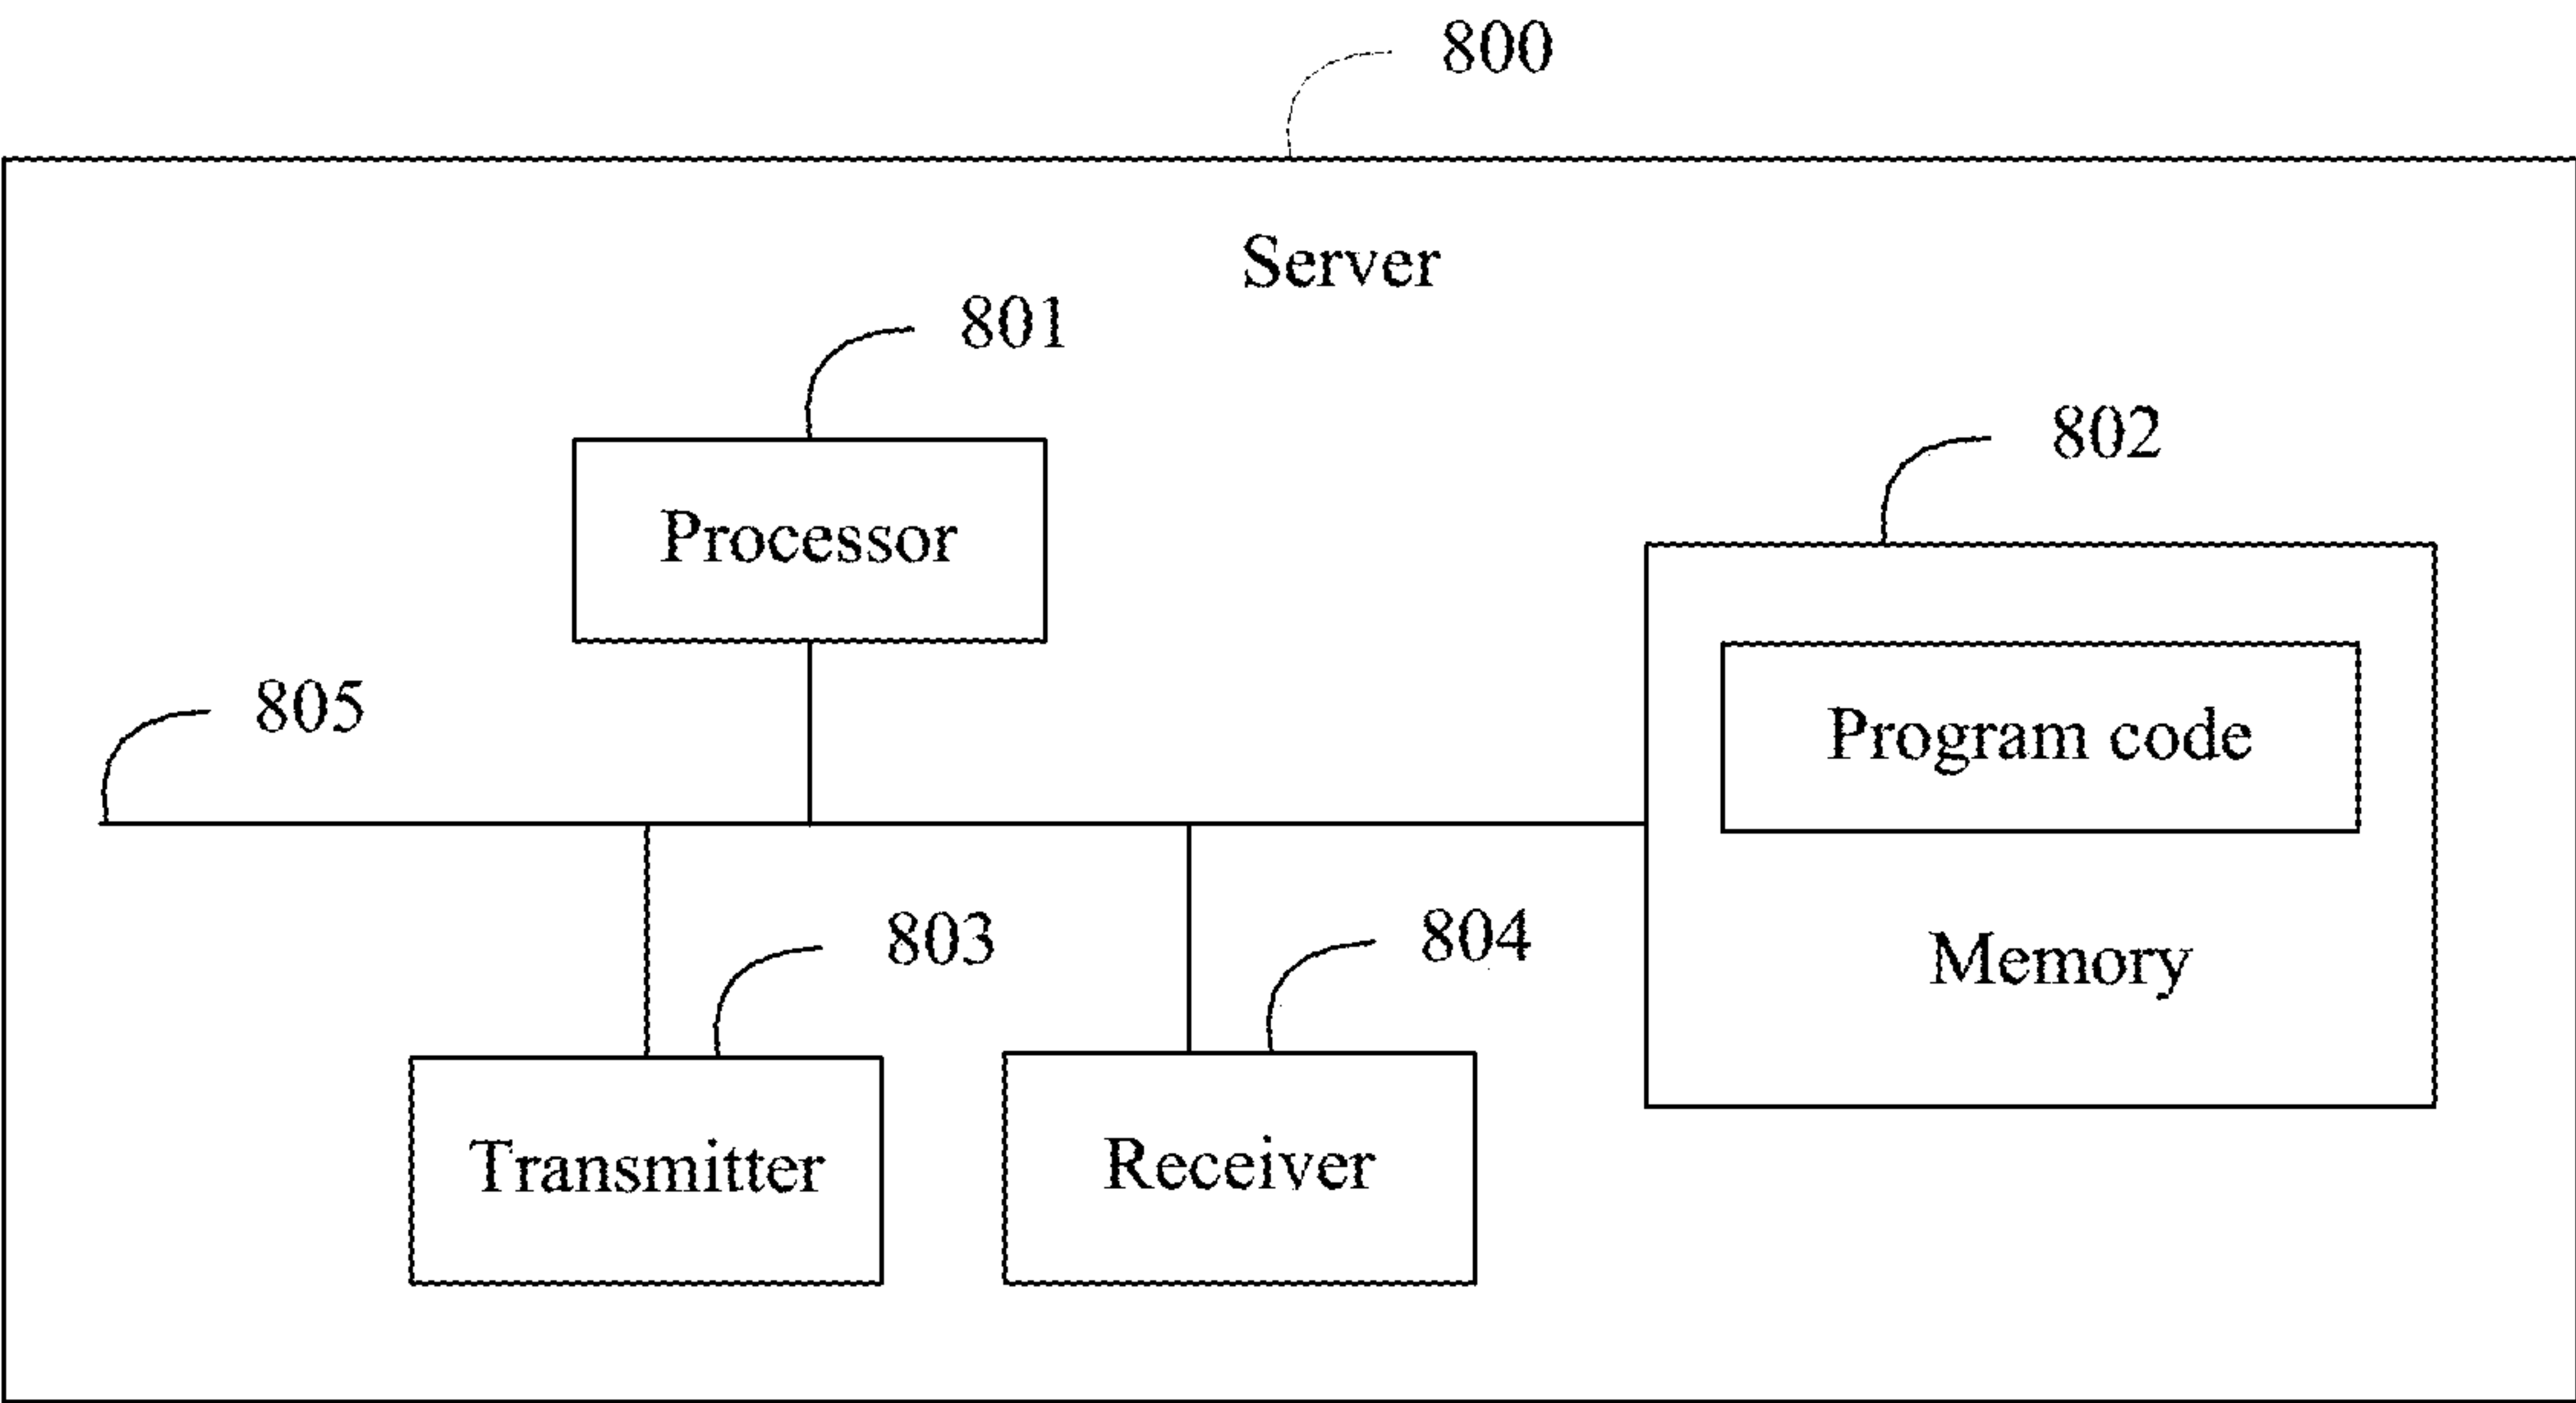 800
Server
801
802
Processor
805
Program code
803
804
Memory
Transmitter
Receiver